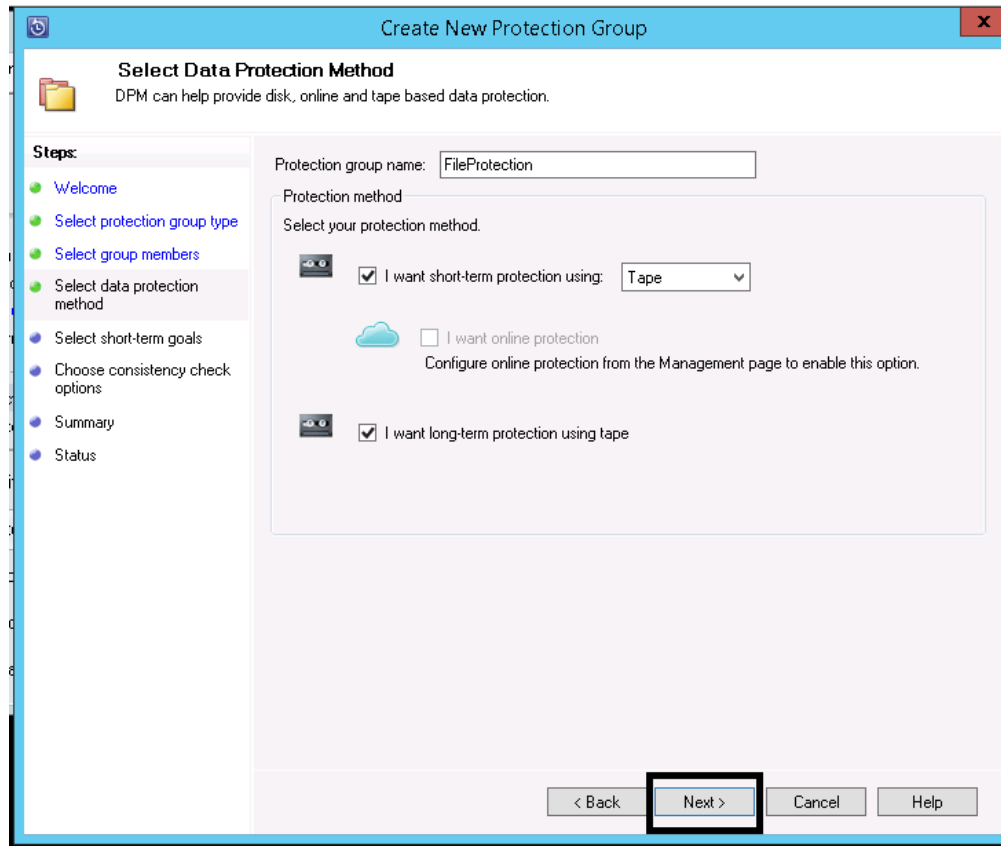 Create New Protection Group
x
Select Data Protection Method
DPM can help provide disk, online and tape based data protection.
Steps:
Welcome
Select protection group type
Select group members
Select data protection
method
Select short-term goals
Choose consistency check
options
Summary
Status
Protection group name: FileProtection
Protection method
Select your protection method.
I want short-term protection using: Tape
I want online protection
Configure online protection from the Management page to enable this option.
I want long-term protection using tape
< Back Next > Cancel Help